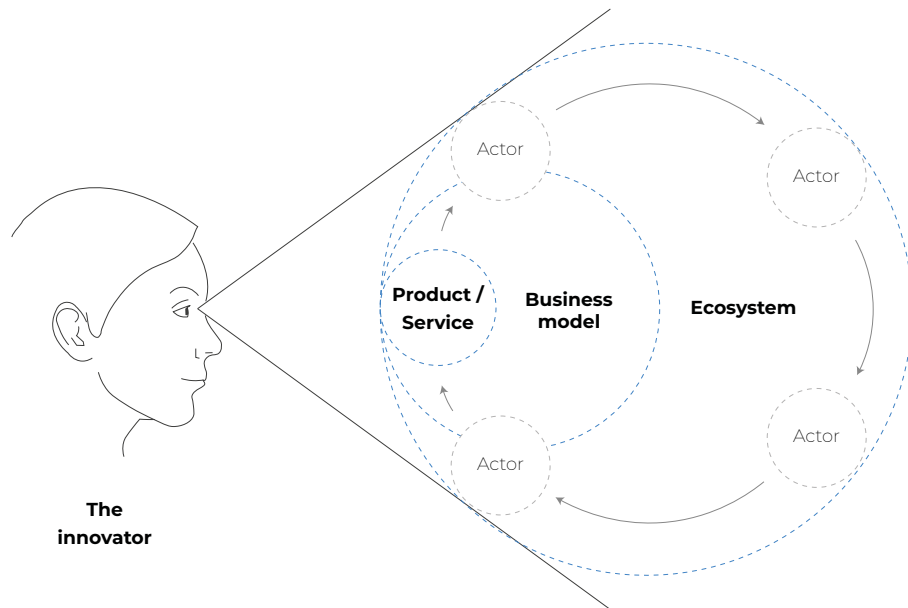 Actor
Actor
Product /
Service
Business
model
Ecosystem
Actor
Actor
The
innovator